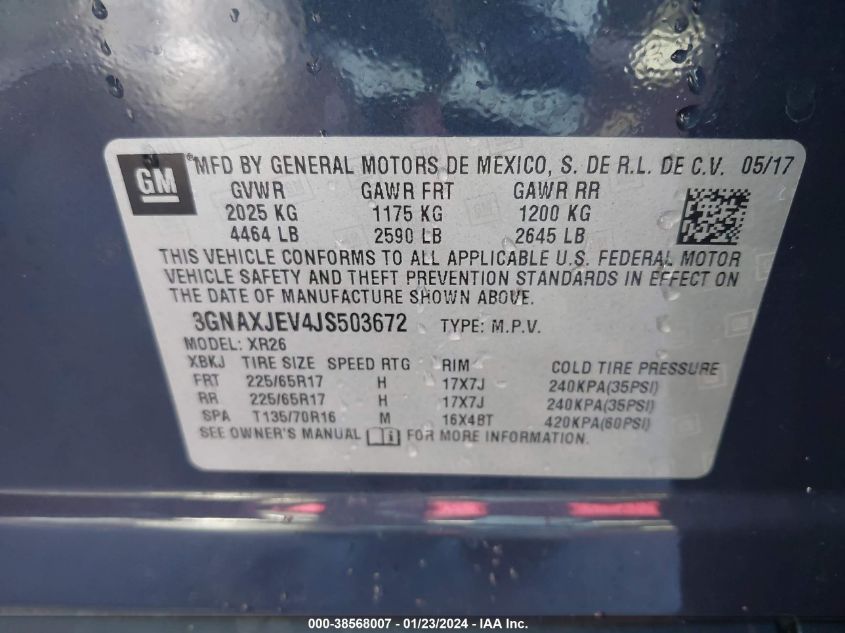 GM ® MFD BY GENERAL MOTORS DE MEXICO, S. DE R.L. DE C.V. 05/17
GVWR GAWR FRT GAWR RR
2025 KG 1175 KG 1200 KG
4464 LB 2590 LB 2645 LB
THIS VEHICLE CONFORMS TO ALL APPLICABLE U.S. FEDERAL MOTOR
VEHICLE SAFETY AND THEFT PREVENTION STANDARDS IN EFFECT ON
THE DATE OF MANUFACTURE SHOWN ABOVE.
3GNAXJEV4JS503672 TYPE: M.P.V.
MODEL: XR26
XBKJ TIRE SIZE SPEED RTG RIM COLD TIRE PRESSURE
FRT 225/65R17 H 17X7J 240KPA(35PSI)
RR 225/65R17 H 17X7J 240KPA(35PSI)
SPA T135/70R16 M 16X4BT 420KPA(60PSI)
SEE OWNER'S MANUAL FOR MORE INFORMATION.
000-38568007 - 01/23/2024 - IAA Inc.